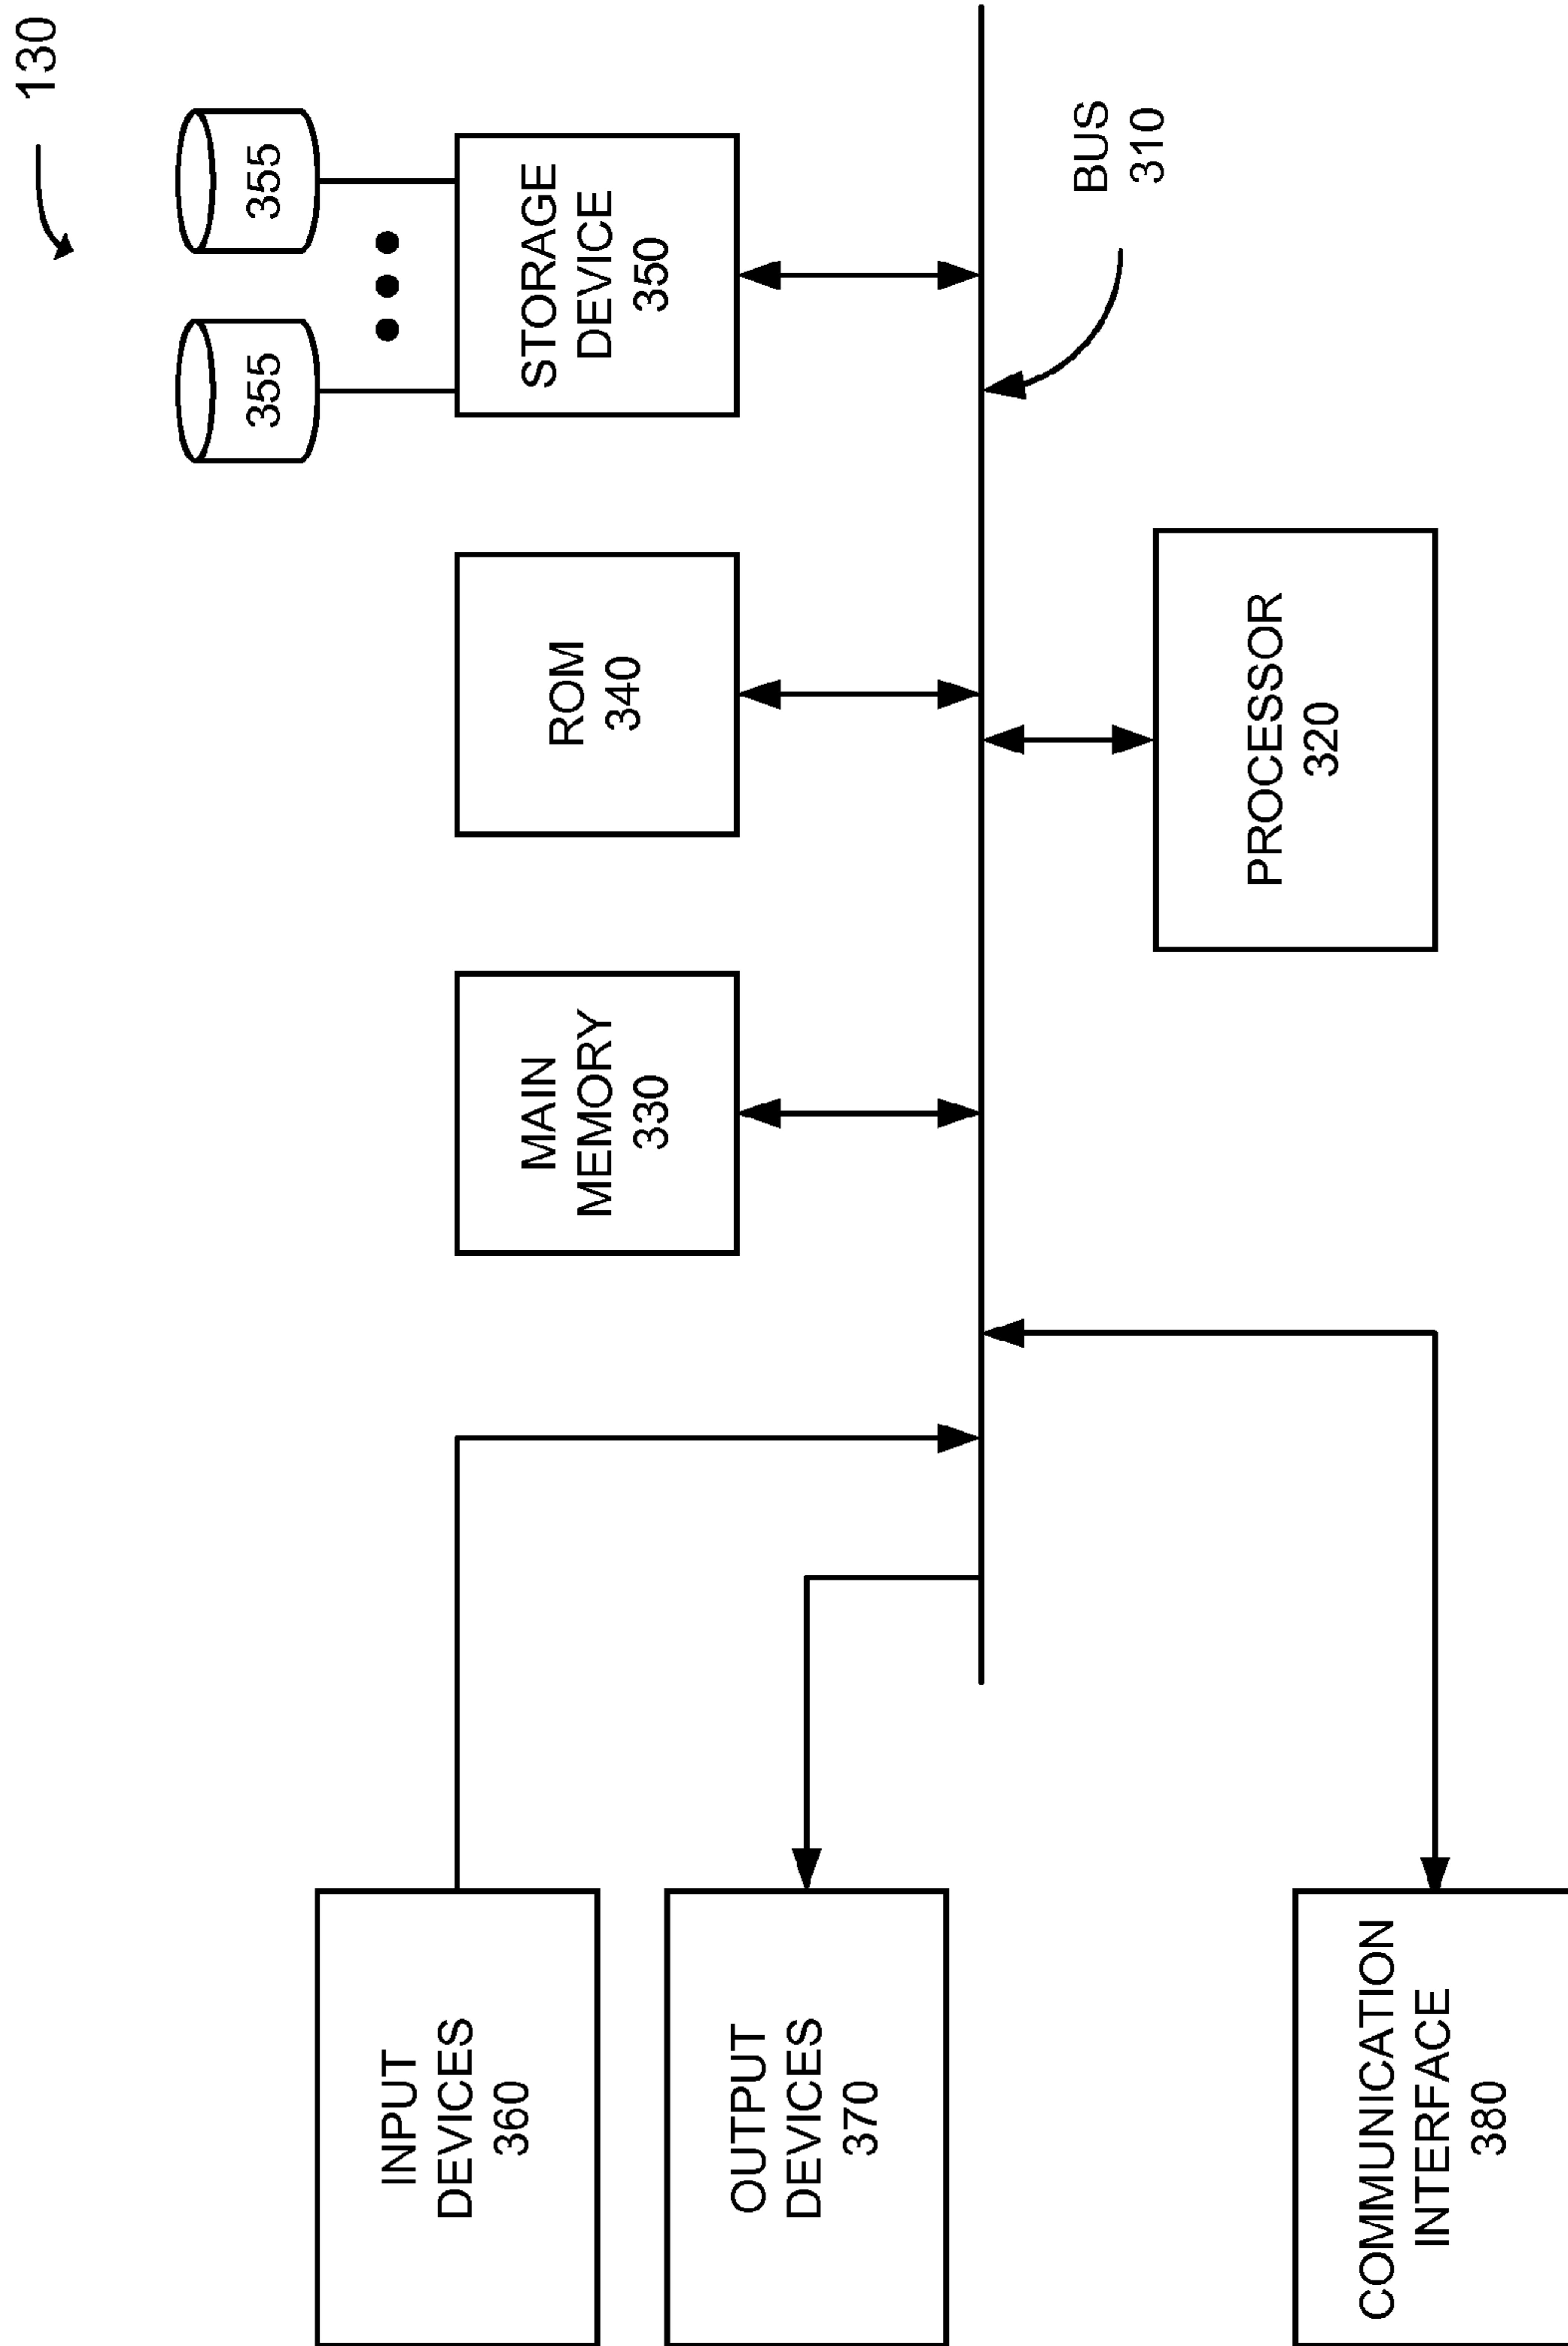 130
355
355
INPUT
DEVICES
360
MAIN
MEMORY
330
ROM
340
STORAGE
DEVICE
350
OUTPUT
DEVICES
370
BUS
310
PROCESSOR
320
COMMUNICATION
INTERFACE
380